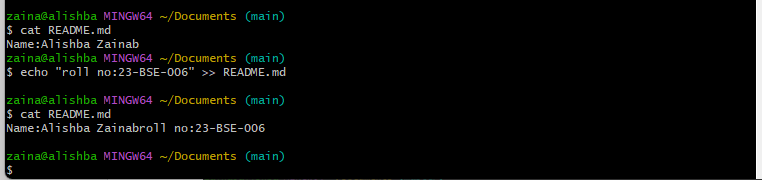 zaina@alishba MINGW64 ~/Documents (main)
$ cat README.md
Name:Alishba Zainab
zaina@alishba MINGW64 ~/Documents (main)
$ echo "roll no:23-BSE-006" >> README.md
zaina@alishba MINGW64 ~/Documents (main)
$ cat README.md
Name:Alishba Zainabroll no:23-BSE-006
zaina@alishba MINGW64 ~/Documents (main)
$